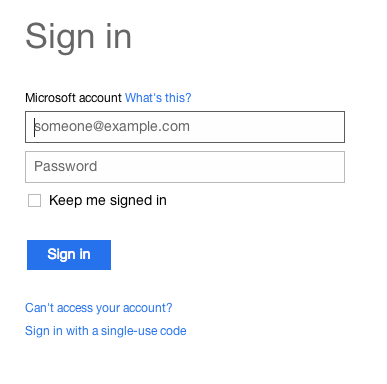 Sign in
Microsoft account What's this?
someone@example.com
Password
Keep me signed in
Sign in
Can't access your account?
Sign in with a single-use code